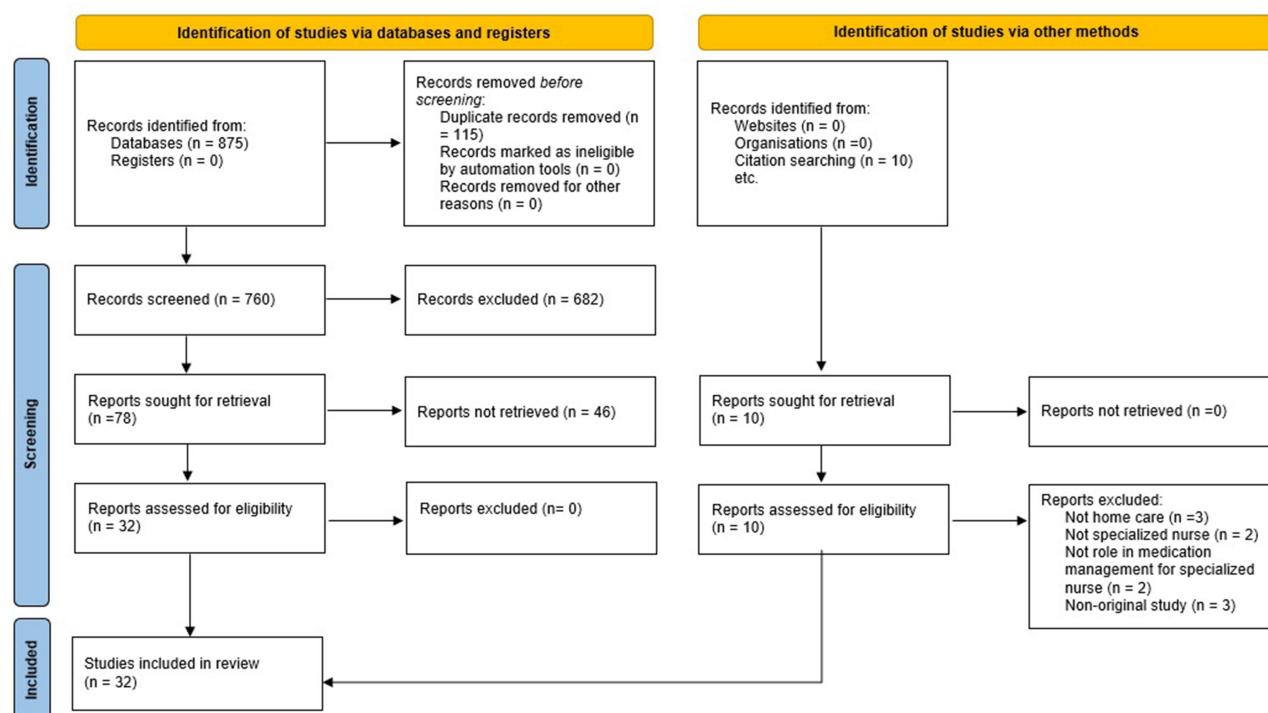 Identification of studies via databases and registers
Identification of studies via other methods
Identification
Records identified from:
Databases (n = 875)
Registers (n = 0)
Records removed before
screening:
Duplicate records removed (n
= 115)
Records marked as ineligible
by automation tools (n = 0)
Records removed for other
reasons (n = 0)
Records identified from:
Websites (n = 0)
Organisations (n =0)
Citation searching (n = 10)
etc.
Screening
Records screened (n = 760)
Records excluded (n = 682)
Reports sought for retrieval
(n =78)
Reports not retrieved (n = 46)
Reports sought for retrieval
(n = 10)
Reports not retrieved (n =0)
Reports assessed for eligibility
(n = 32)
Reports excluded (n= 0)
Reports assessed for eligibility
(n = 10)
Reports excluded:
Not home care (n =3)
Not specialized nurse (n = 2)
Not role in medication
management for specialized
nurse (n = 2)
Non-original study (n = 3)
Included
Studies included in review
(n = 32)